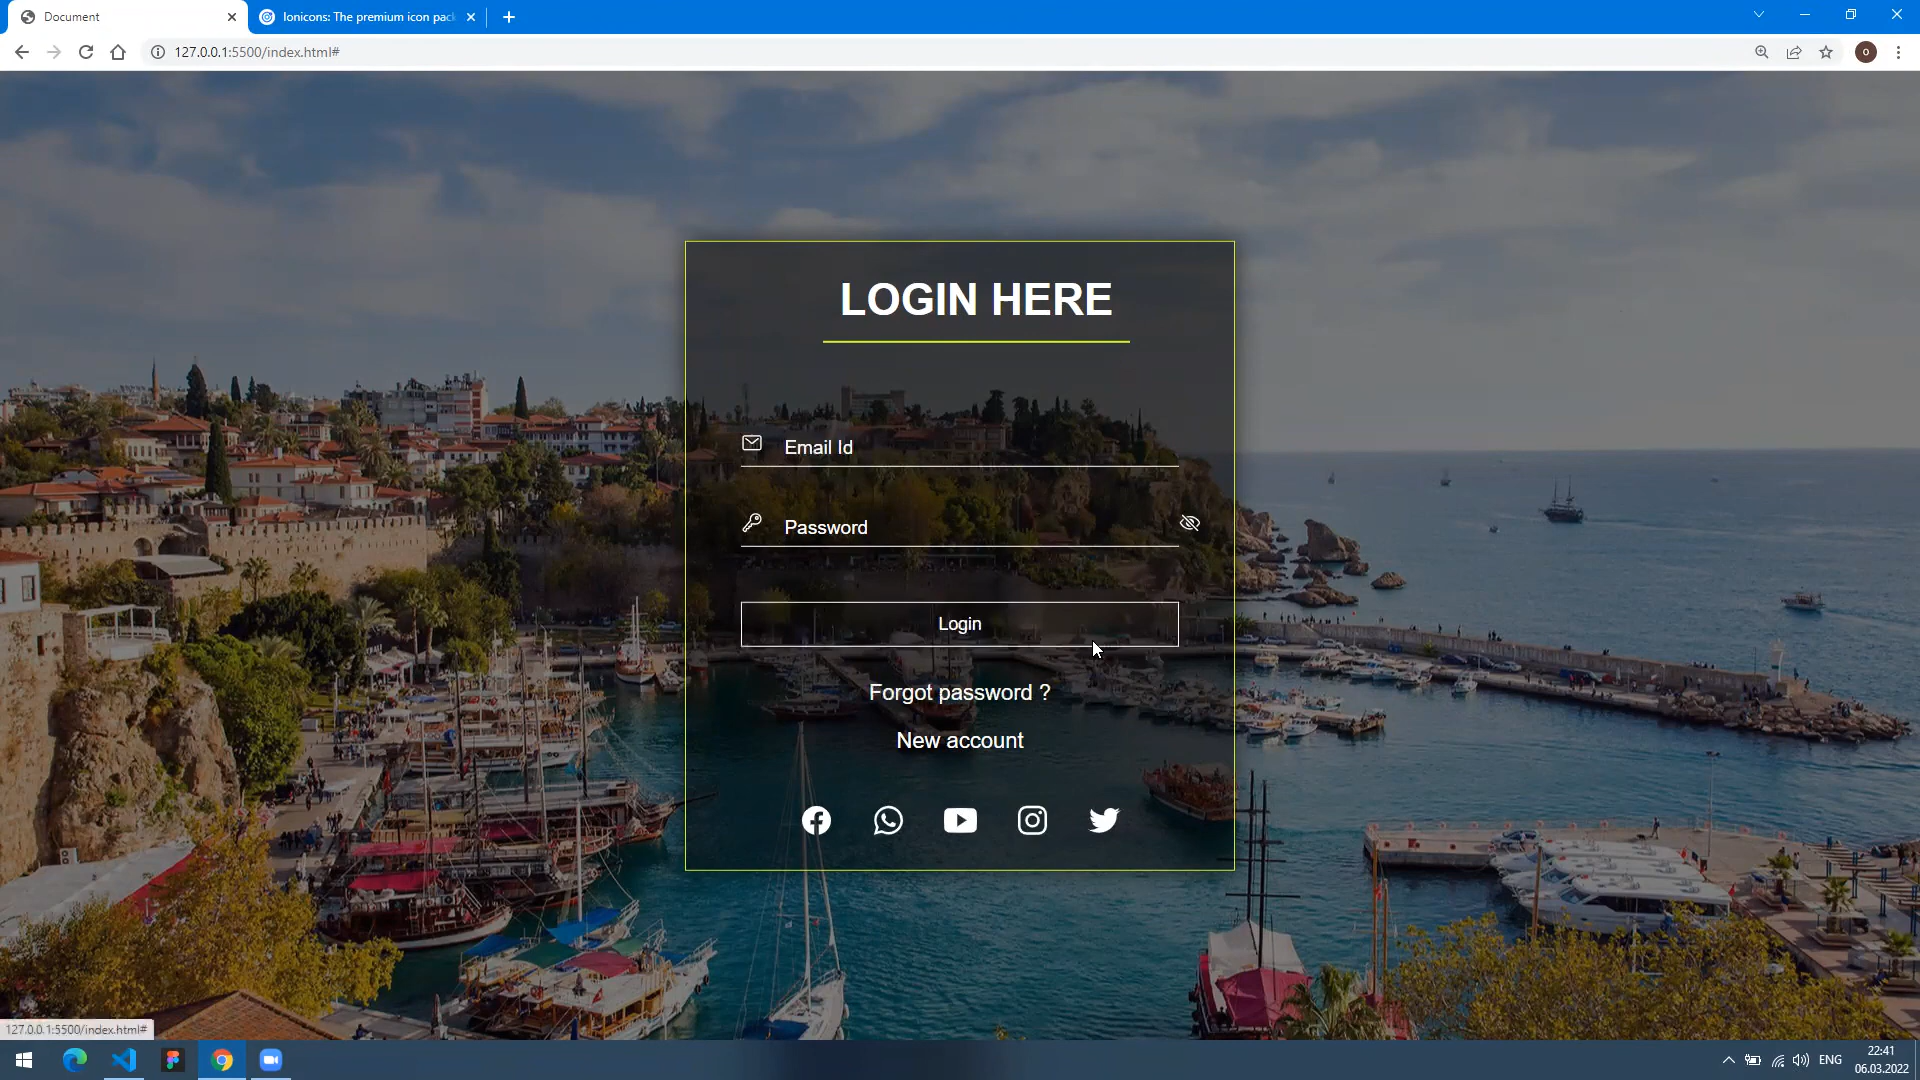 Document
Ionicons: The premium icon pac
127.0.0.1:5500/index.html#
O
LOGIN HERE
Email Id
Password
Login
Forgot password ?
New account
127.0.0.1:5500/index.html#
ENG
22:41
06.03.2022